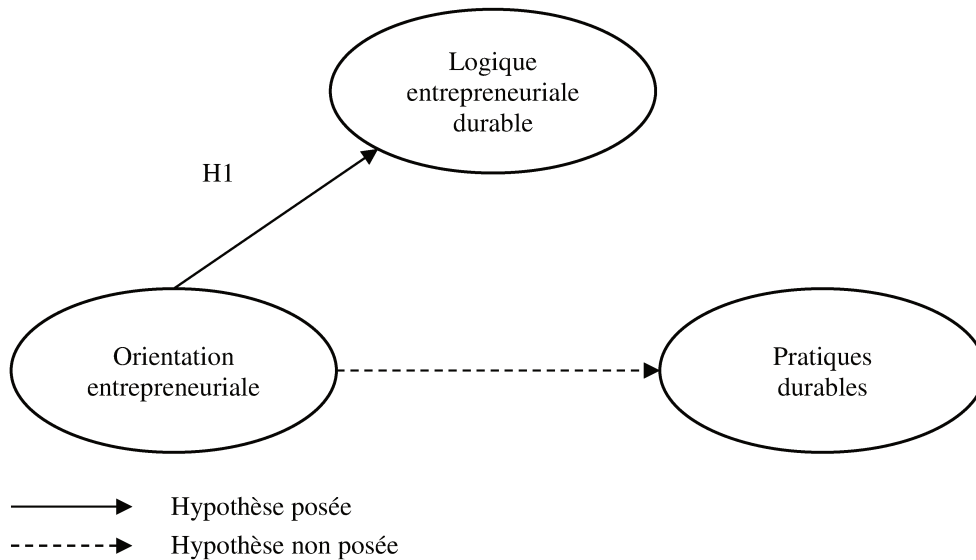 Logique
entrepreneuriale
durable
H1
Orientation
entrepreneuriale
Pratiques
durables
Hypothèse posée
Hypothèse non posée